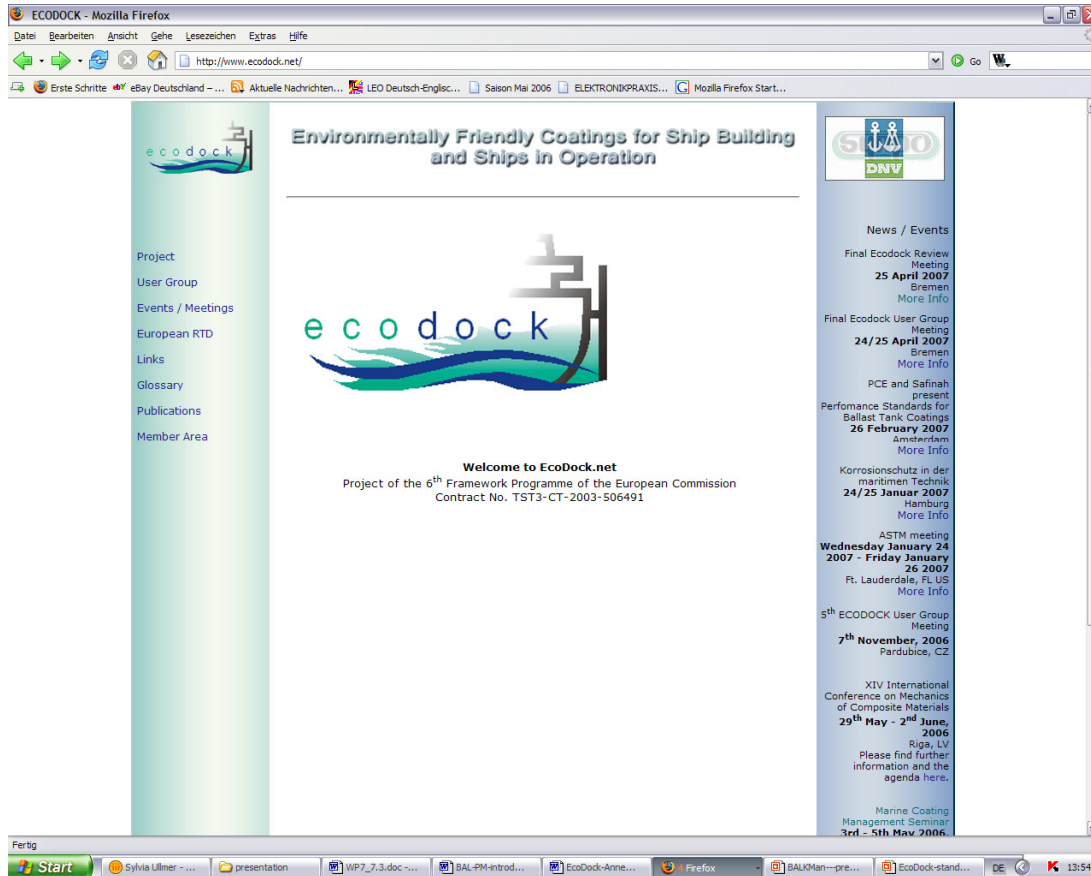 ECODOCK - Mozilla Firefox
Datei Bearbeiten Ansicht Gehe Lesezeichen Extras Hilfe
http://www.ecodock.net/
Go
Erste Schritte eBay Deutschland – ... Aktuelle Nachrichten... LEO Deutsch-Englisc... Saison Mai 2006 ELEKTRONIKPRAXIS... Mozilla Firefox Start...
ecodock
Environmentally Friendly Coatings for Ship Building
and Ships in Operation
DNV
Project
User Group
Events / Meetings
European RTD
Links
Glossary
Publications
Member Area
ecodock
Welcome to EcoDock.net
Project of the 6th Framework Programme of the European Commission
Contract No. TST3-CT-2003-506491
News / Events
Final Ecodock Review
Meeting
25 April 2007
Bremen
More Info
Final Ecodock User Group
Meeting
24/25 April 2007
Bremen
More Info
PCE and Safinah
present
Perfomance Standards for
Ballast Tank Coatings
26 February 2007
Amsterdam
More Info
Korrosionschutz in der
maritimen Technik
24/25 Januar 2007
Hamburg
More Info
ASTM meeting
Wednesday January 24
2007 - Friday January
26 2007
Ft. Lauderdale, FL US
More Info
5th ECODOCK User Group
Meeting
7th November, 2006
Pardubice, CZ
XIV International
Conference on Mechanics
of Composite Materials
29th May - 2nd June,
2006
Riga, LV
Please find further
information and the
agenda here.
Marine Coating
Management Seminar
3rd - 5th May 2006,
Fertig
Start Sylvia Ullmer - ... presentation WP7_7.3.doc -... BAL-PM-introd... EcoDock-Anne... 4 Firefox BALKMan---pre... EcoDock-stand... DE 13:54